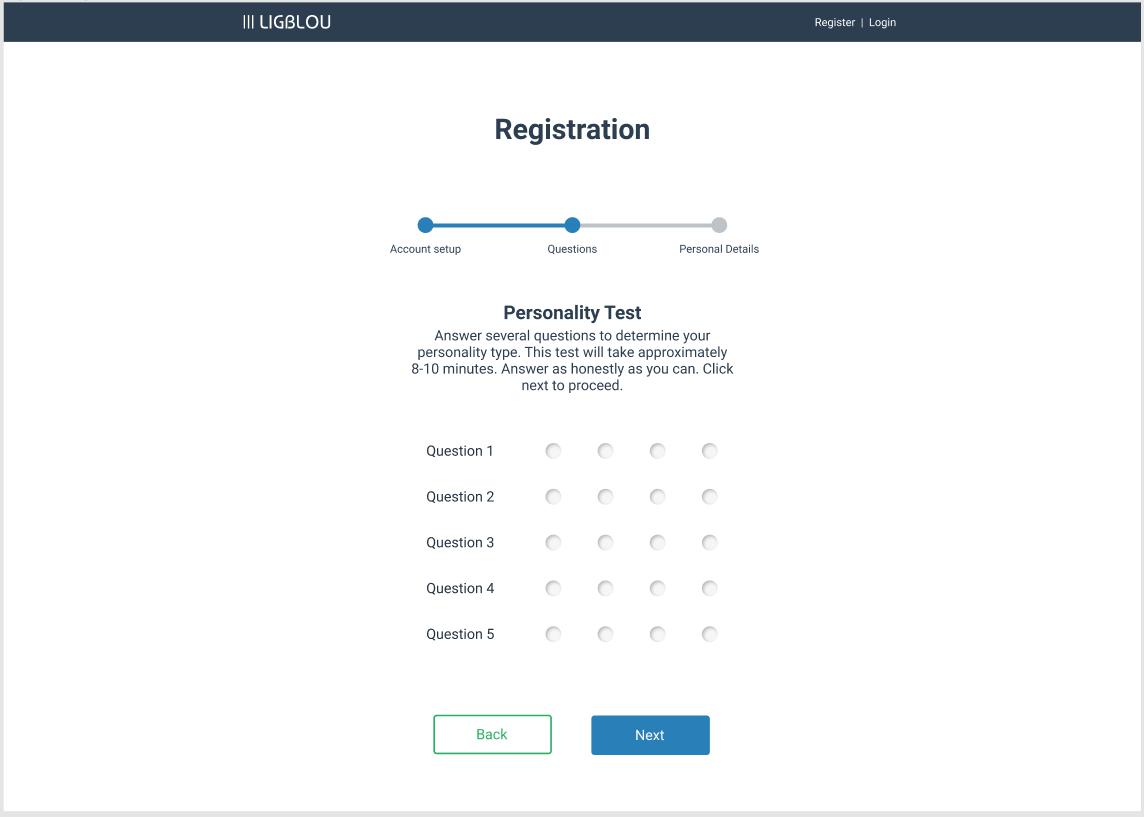 LIGBLOU
Register | Login
Registration
Account setup
Questions
Personal Details
Personality Test
Answer several questions to determine your
personality type. This test will take approximately
8-10 minutes. Answer as honestly as you can. Click
next to proceed.
Question 1
Question 2
Question 3
Question 4
Question 5
Back
Next